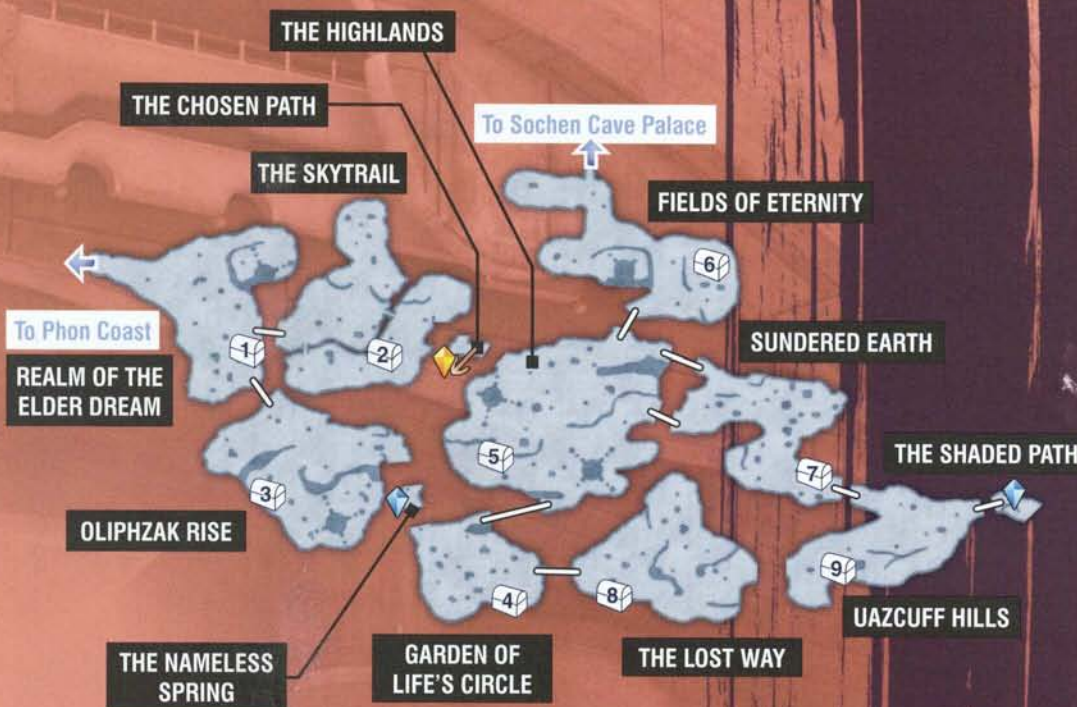 THE HIGHLANDS
THE CHOSEN PATH
To Sochen Cave Palace
THE SKYTRAIL
FIELDS OF ETERNITY
6
To Phon Coast
1
2
SUNDERED EARTH
REALM OF THE
ELDER DREAM
5
7
THE SHADED PATH
3
OLIPHZAK RISE
4
8
9
UAZCUFF HILLS
THE NAMELESS
SPRING
GARDEN OF
LIFE'S CIRCLE
THE LOST WAY